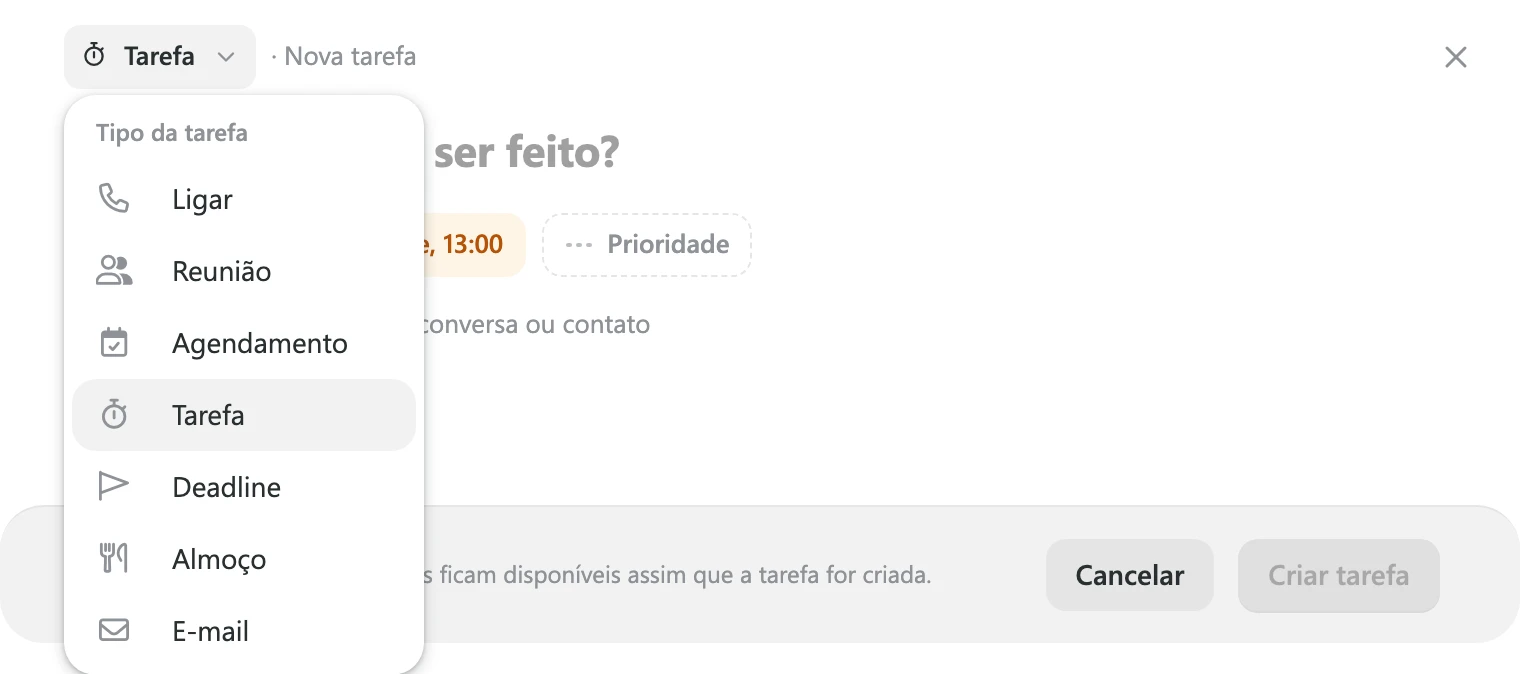 Tarefa · Nova tarefa
Tipo da tarefa
ser feito?
Ligar
, 13:00
Prioridade
Reunião
conversa ou contato
Agendamento
Tarefa
Deadline
ficam disponíveis assim que a tarefa for criada.
Cancelar
Criar tarefa
Almoço
E-mail